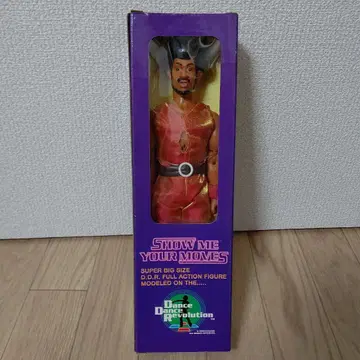 SHOW ME
YOUR MOVES
SUPER BIG SIZE
D.D.R. FULL ACTION FIGURE
MODELED ON THE.....
Dance
Dance
Revolution